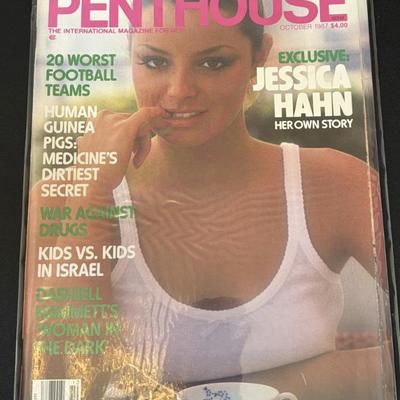 PENTHOUSE
THE INTERNATIONAL MAGAZINE FOR MEN
OCTOBER 1987 $4.00
20 WORST
FOOTBALL
TEAMS
HUMAN
GUINEA
PIGS:
MEDICINE'S
DIRTIEST
SECRET
WAR AGAINST
DRUGS
KIDS VS. KIDS
IN ISRAEL
DASHIELL
HAMMETT'S
'WOMAN IN
THE DARK'
EXCLUSIVE:
JESSICA
HAHN
HER OWN STORY